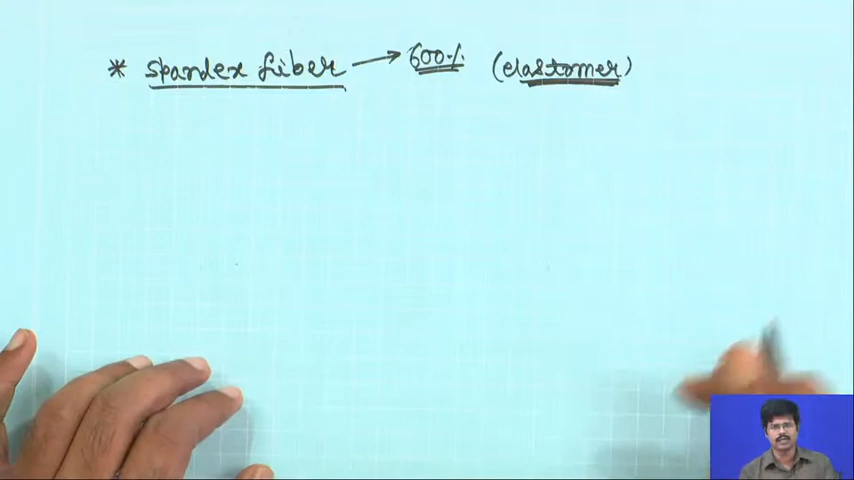 * Spandex fiber → 600% (elastomer)